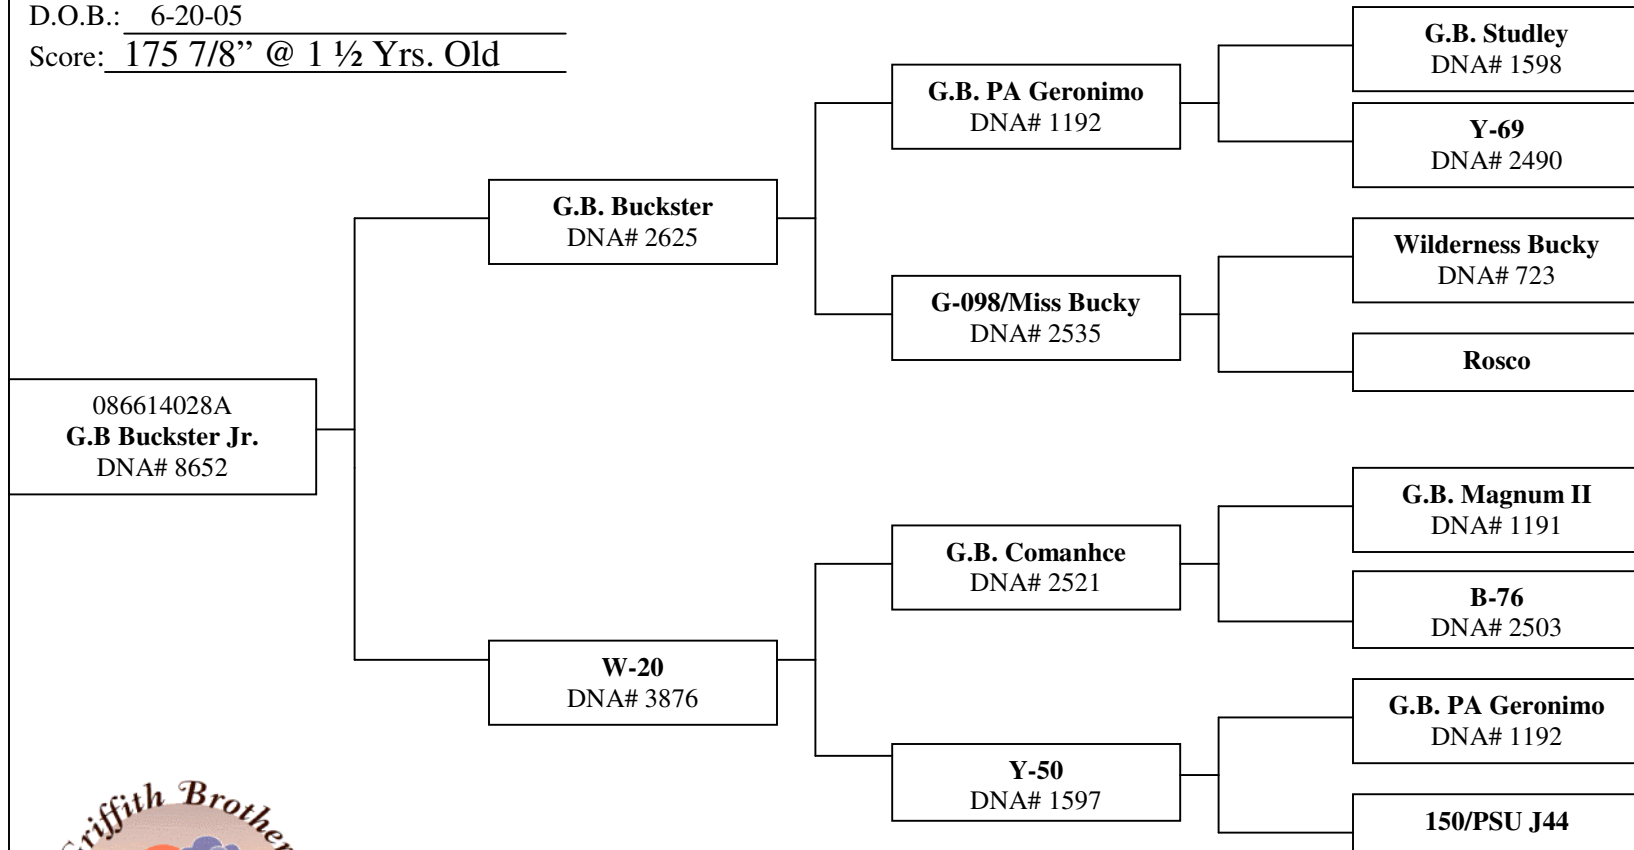 D.O.B.: 6-20-05
Score: 175 7/8” @ 1 ½ Yrs. Old
G.B. Studley
DNA# 1598
G.B. PA Geronimo
DNA# 1192
Y-69
DNA# 2490
G.B. Buckster
DNA# 2625
Wilderness Bucky
DNA# 723
G-098/Miss Bucky
DNA# 2535
Rosco
086614028A
G.B Buckster Jr.
DNA# 8652
G.B. Magnum II
DNA# 1191
G.B. Comanhce
DNA# 2521
B-76
DNA# 2503
W-20
DNA# 3876
G.B. PA Geronimo
DNA# 1192
Y-50
DNA# 1597
150/PSU J44
riffith Brothe